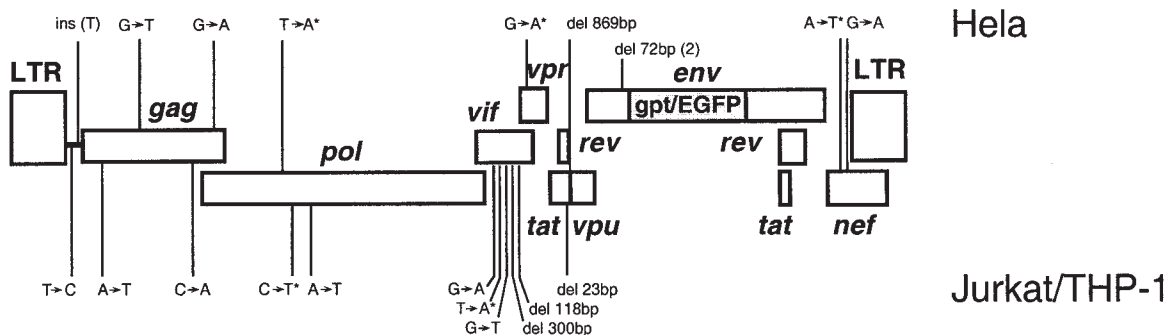 Hela
ins (T) G→T G→A T→A* G→A* del 869bp A→T* G→A
del 72bp (2)
LTR vpr env LTR
gag vif gpt/EGFP
pol rev rev
tat vpu tat nef
T→C A→T C→A C→T* A→T G→A del 23bp
T→A* del 118bp
G→T del 300bp
Jurkat/THP-1